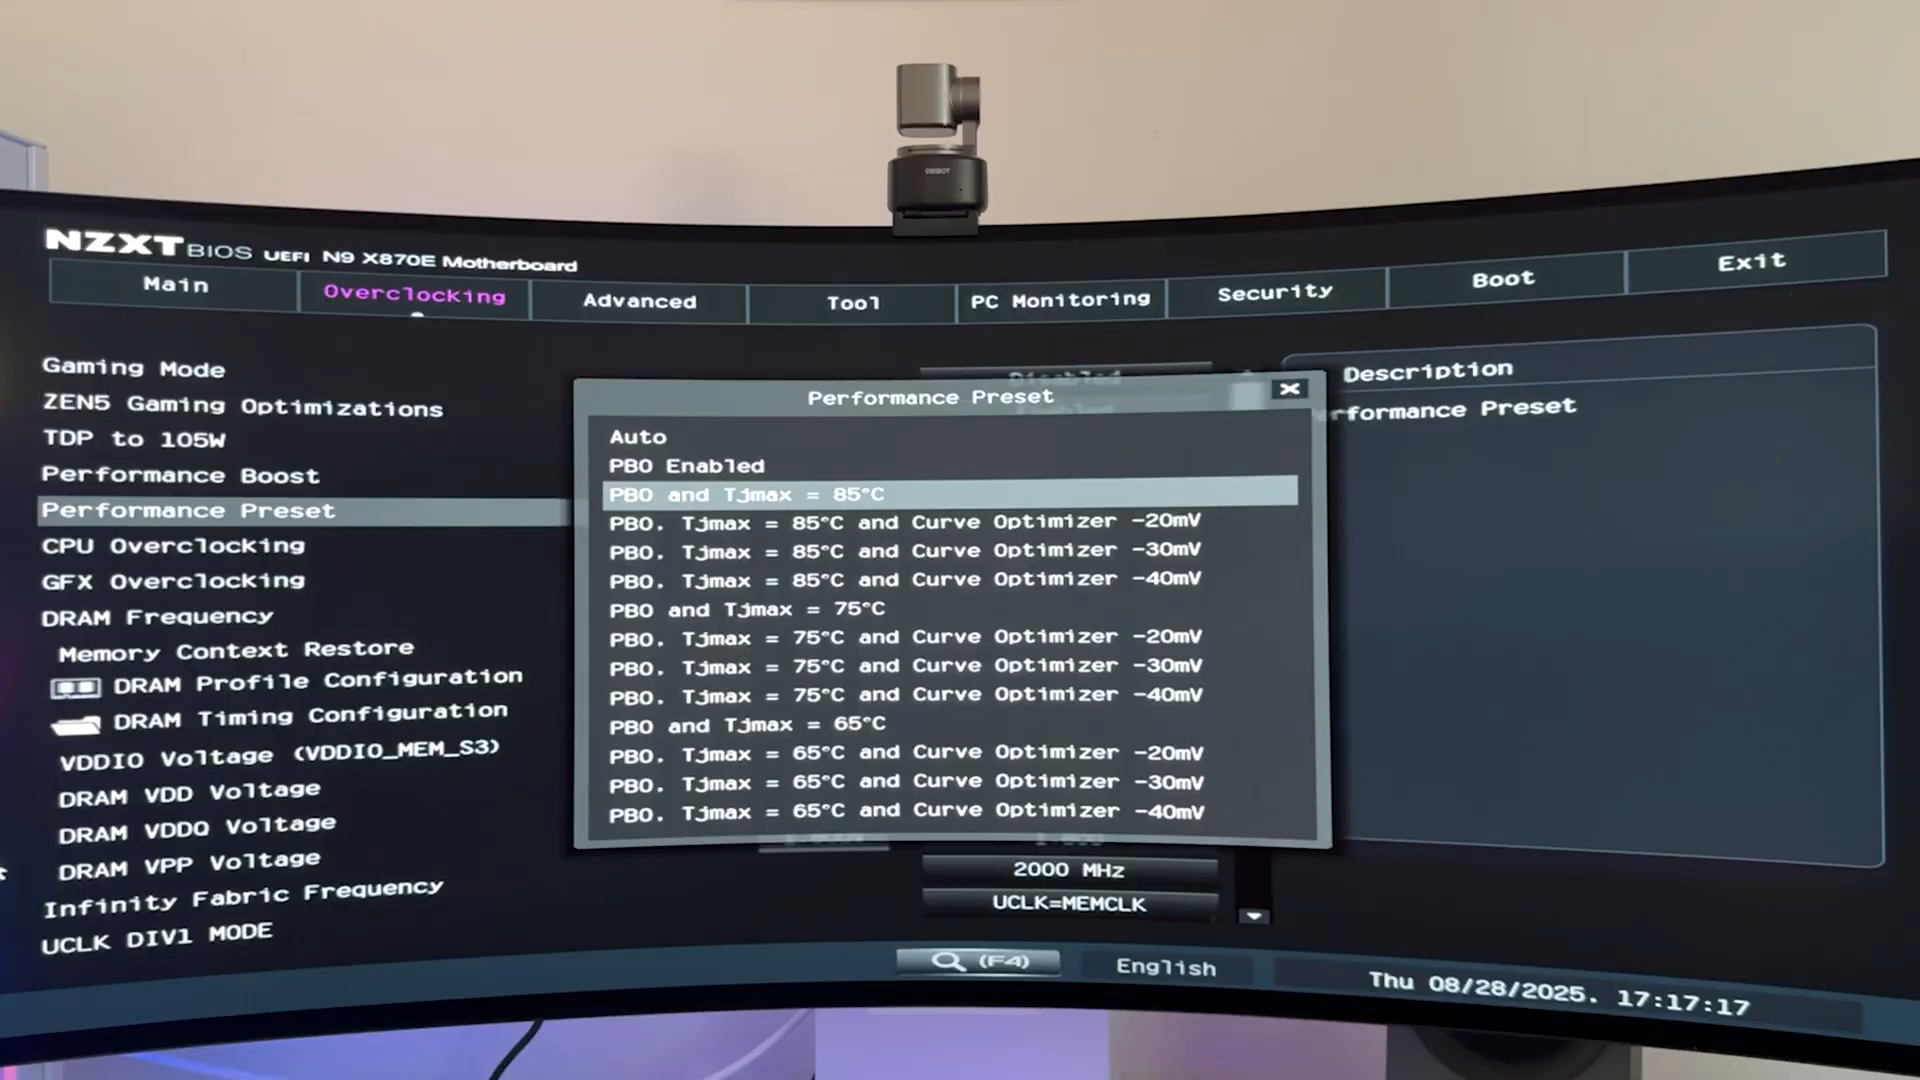 OBSBOT
NZXT BIOS UEFI N9 X870E Motherboard
Main
Overclocking
Advanced
Tool
PC Monitoring
Security
Boot
Exit
Gaming Mode
ZEN5 Gaming Optimizations
TDP to 105W
Performance Boost
Performance Preset
CPU Overclocking
GFX Overclocking
DRAM Frequency
Memory Context Restore
DRAM Profile Configuration
DRAM Timing Configuration
VDDIO Voltage (VDDIO_MEM_S3)
DRAM VDD Voltage
DRAM VDDQ Voltage
DRAM VPP Voltage
Infinity Fabric Frequency
UCLK DIV1 MODE
Disabled
Performance Preset
Auto
PBO Enabled
PBO and Tjmax = 85°C
PBO. Tjmax = 85°C and Curve Optimizer -20mV
PBO. Tjmax = 85°C and Curve Optimizer -30mV
PBO. Tjmax = 85°C and Curve Optimizer -40mV
PBO and Tjmax = 75°C
PBO. Tjmax = 75°C and Curve Optimizer -20mV
PBO. Tjmax = 75°C and Curve Optimizer -30mV
PBO. Tjmax = 75°C and Curve Optimizer -40mV
PBO and Tjmax = 65°C
PBO. Tjmax = 65°C and Curve Optimizer -20mV
PBO. Tjmax = 65°C and Curve Optimizer -30mV
PBO. Tjmax = 65°C and Curve Optimizer -40mV
2000 MHz
UCLK=MEMCLK
Description
rformance Preset
(F4)
English
Thu 08/28/2025. 17:17:17